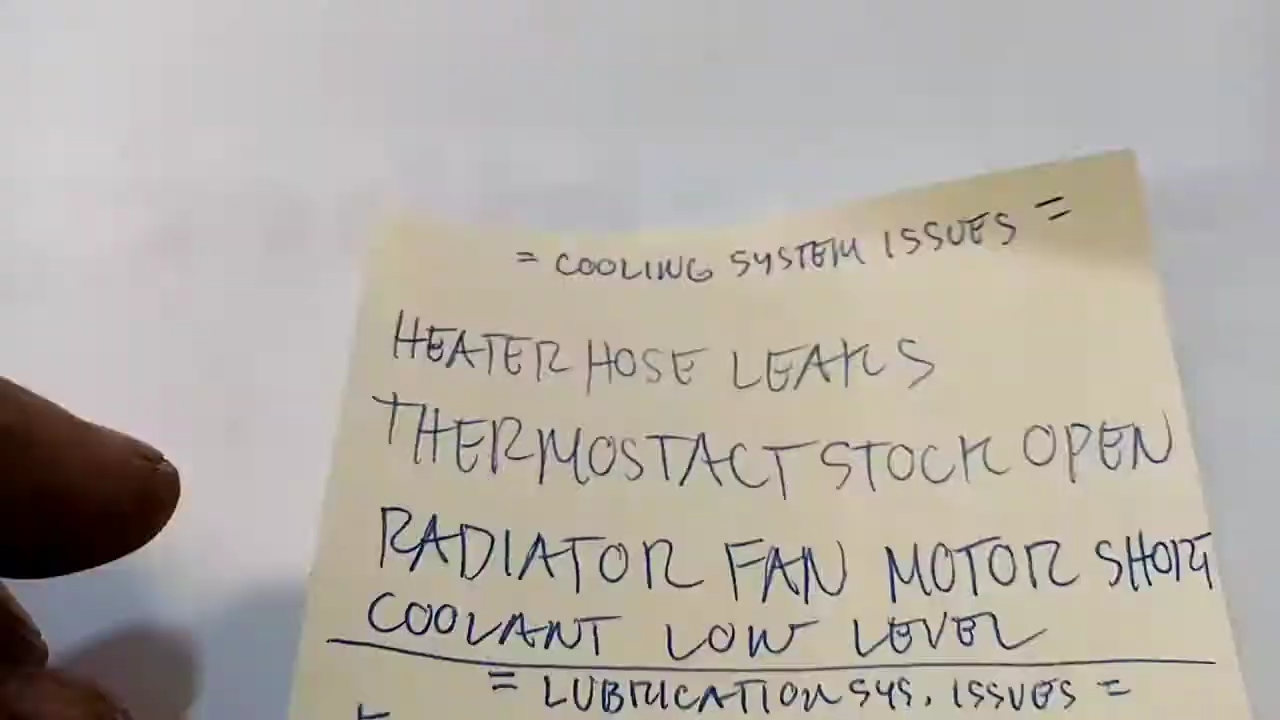 = COOLING SYSTEM ISSUES =
HEATER HOSE LEAKS
THERMOSTACT STOCK OPEN
RADIATOR FAN MOTOR SHORT
COOLANT LOW LEVEL
= LUBRICATION SYS. ISSUES =